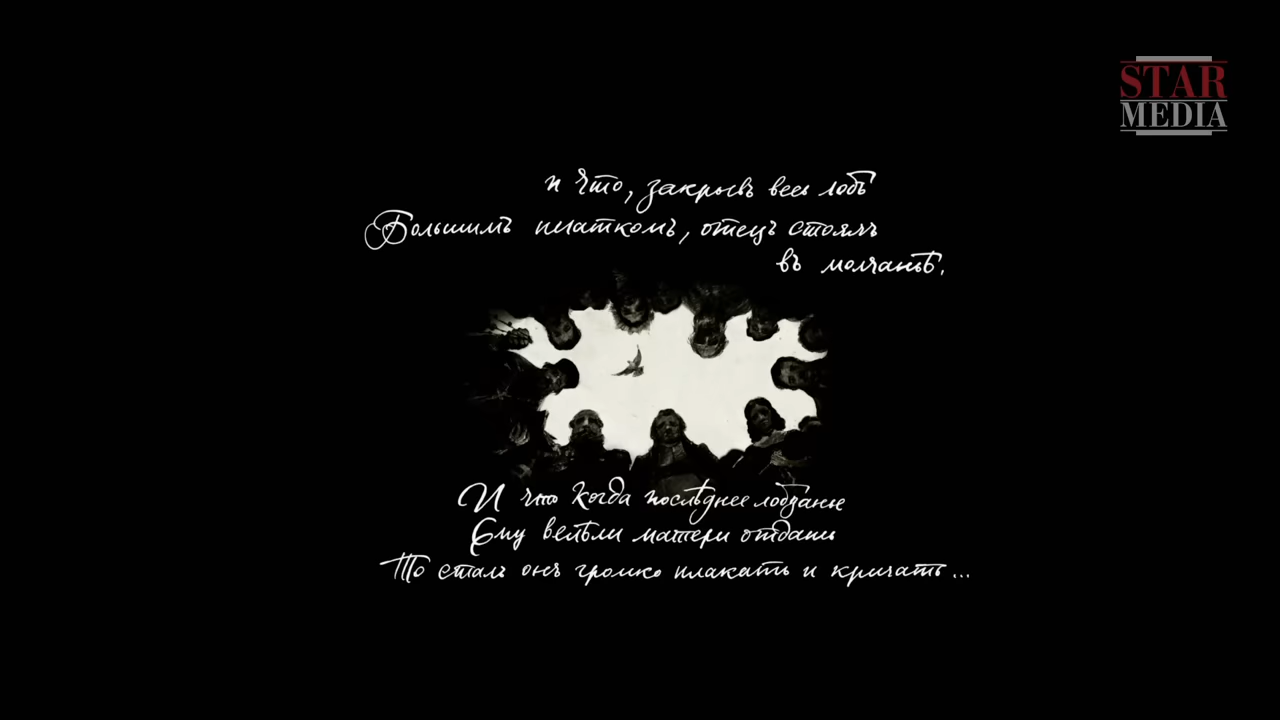 STAR
MEDIA
и что, закрывъ весь лобъ
Большимъ платкомъ, отецъ стоялъ
въ молчаньѣ.
И что когда послѣднее лобзанье
Ему велѣли матери отдать
То сталъ онъ громко плакать и кричать...